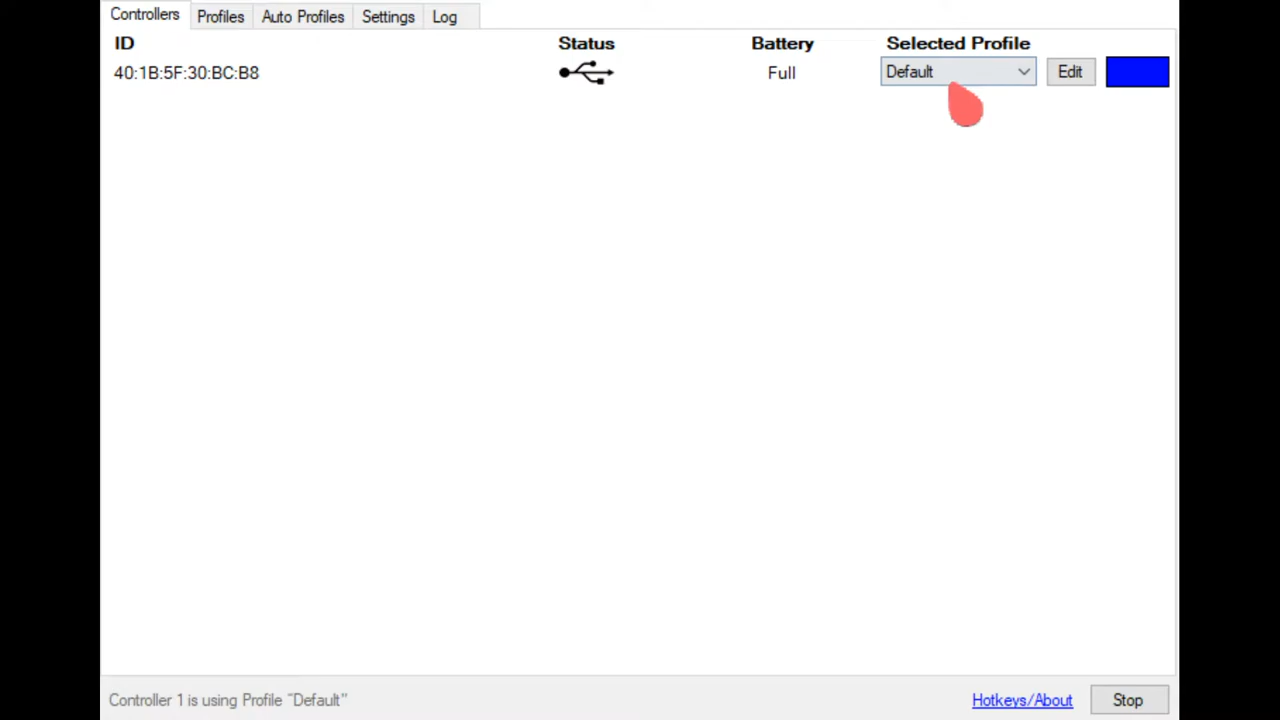 Controllers Profiles Auto Profiles Settings Log
ID Status Battery Selected Profile
40:1B:5F:30:BC:B8 Full Default Edit
Controller 1 is using Profile "Default" Hotkeys/About Stop